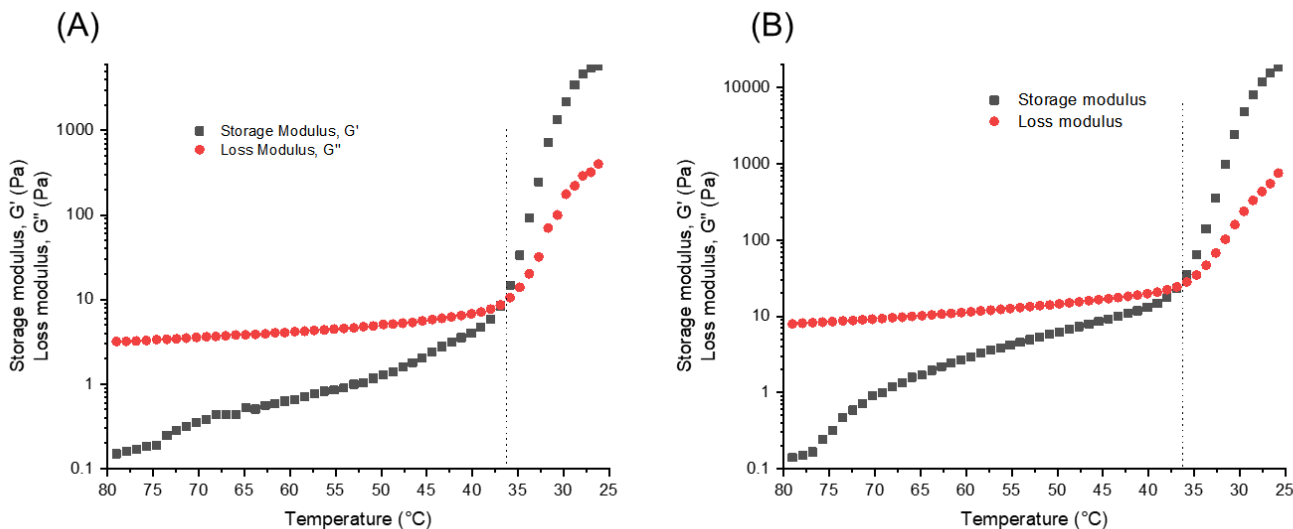 (A)
Storage modulus, G' (Pa)
Loss modulus, G" (Pa)
1000
100
10
1
0.1
Storage Modulus, G'
Loss Modulus, G"
80 75 70 65 60 55 50 45 40 35 30 25
Temperature (°C)
(B)
Storage modulus, G' (Pa)
Loss modulus, G" (Pa)
10000
1000
100
10
1
0.1
Storage modulus
Loss modulus
80 75 70 65 60 55 50 45 40 35 30 25
Temperature (°C)